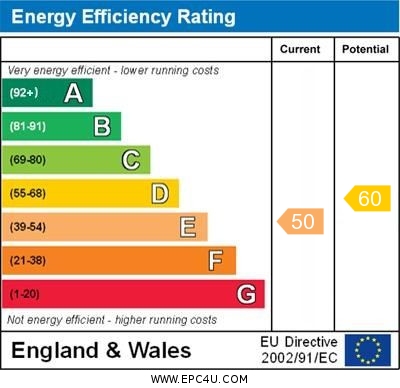 Energy Efficiency Rating
Current Potential
Very energy efficient - lower running costs
(92+) A
(81-91) B
(69-80) C
(55-68) D
60
(39-54) E
50
(21-38) F
(1-20) G
Not energy efficient - higher running costs
England & Wales
EU Directive
2002/91/EC
WWW.EPC4U.COM